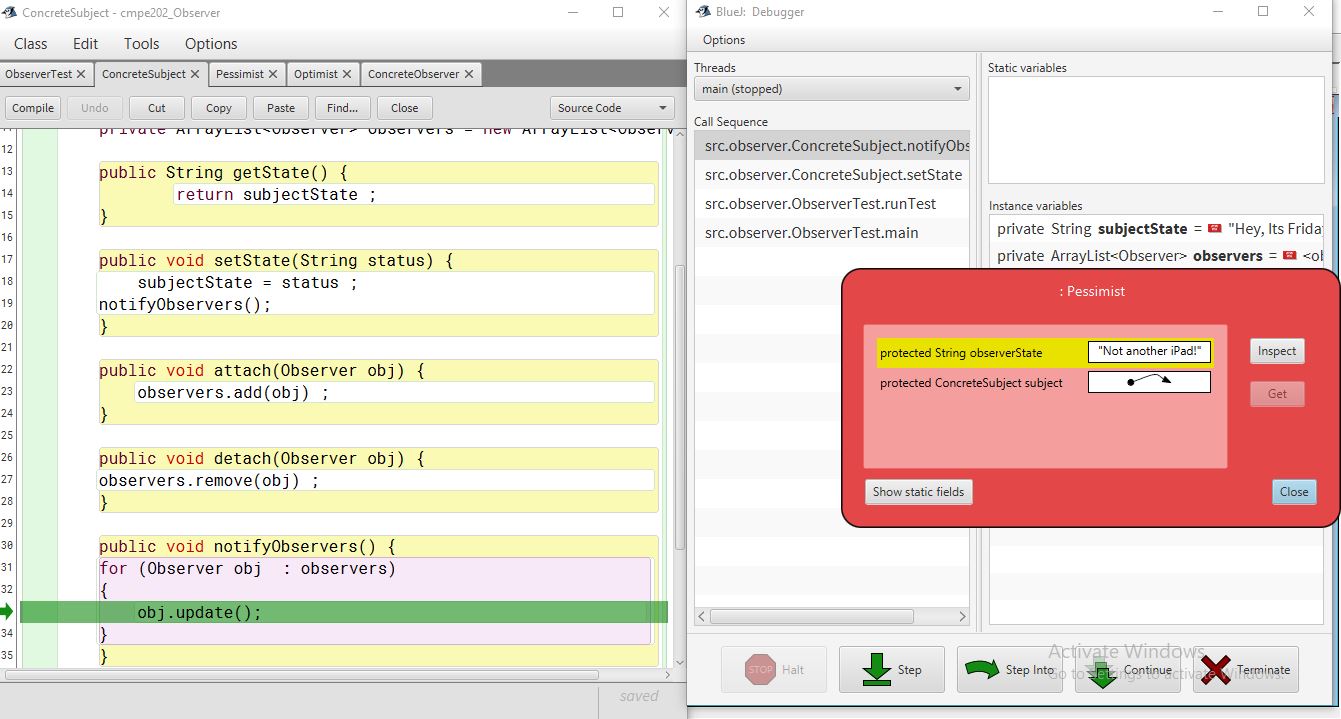 ConcreteSubject - cmpe202_Observer
Class Edit Tools Options
ObserverTest ConcreteSubject Pessimist Optimist ConcreteObserver
Compile Undo Cut Copy Paste Find... Close Source Code
private ArrayList<Observer> observers = new ArrayList<Observ
12
13 public String getState() {
14 return subjectState ;
15 }
16
17 public void setState(String status) {
18 subjectState = status ;
19 notifyObservers();
20 }
21
22 public void attach(Observer obj) {
23 observers.add(obj) ;
24 }
25
26 public void detach(Observer obj) {
27 observers.remove(obj) ;
28 }
29
30 public void notifyObservers() {
31 for (Observer obj : observers)
32 {
obj.update();
34 }
35 }
saved
BlueJ: Debugger
Options
Threads
main (stopped)
Call Sequence
src.observer.ConcreteSubject.notifyObs
src.observer.ConcreteSubject.setState
src.observer.ObserverTest.runTest
src.observer.ObserverTest.main
Static variables
Instance variables
private String subjectState = "Hey, Its Frida
private ArrayList<Observer> observers = <ob
: Pessimist
protected String observerState "Not another iPad!"
protected ConcreteSubject subject
Inspect
Get
Show static fields
Close
STOP Halt Step Step Into Continue Terminate
Activate Windows
Go to Settings to activate Windows.